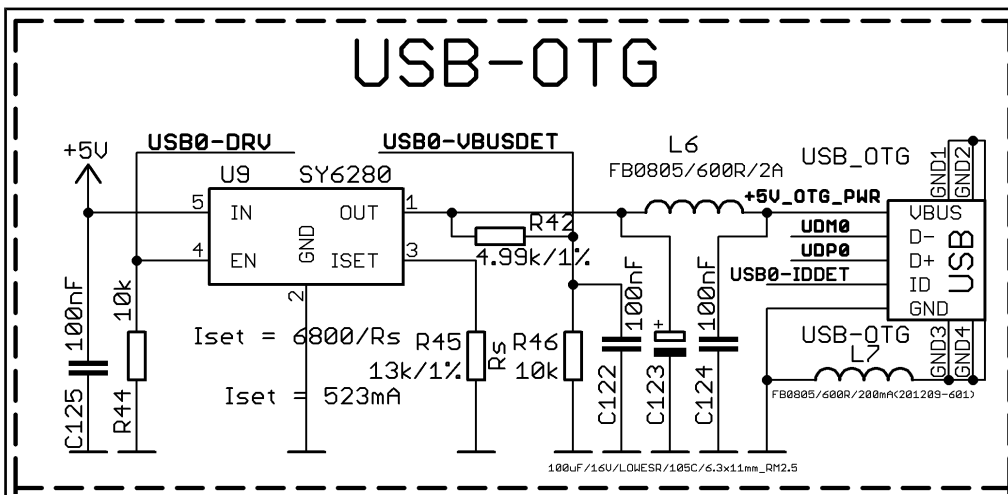 USB-OTG
USB0-DRV
USB0-VBUSDET
+5V
U9
SY6280
L6
FB0805/600R/2A
USB_OTG
GND1
GND2
+5V_OTG_PWR
5
IN
OUT
1
R42
VBUS
UDM0
D-
4
EN
GND
ISET
3
4.99k/1%
UDP0
D+
USB
USB0-IDDET
ID
2
GND
100nF
10k
100nF
100nF
Iset = 6800/Rs
R45
Rs
R46
+
USB-OTG
GND3
GND4
13k/1%
10k
L7
Iset = 523mA
FB0805/600R/200mA(201209-601)
C125
R44
C122
C123
C124
100uF/16V/LOWESR/105C/6.3x11mm_RM2.5